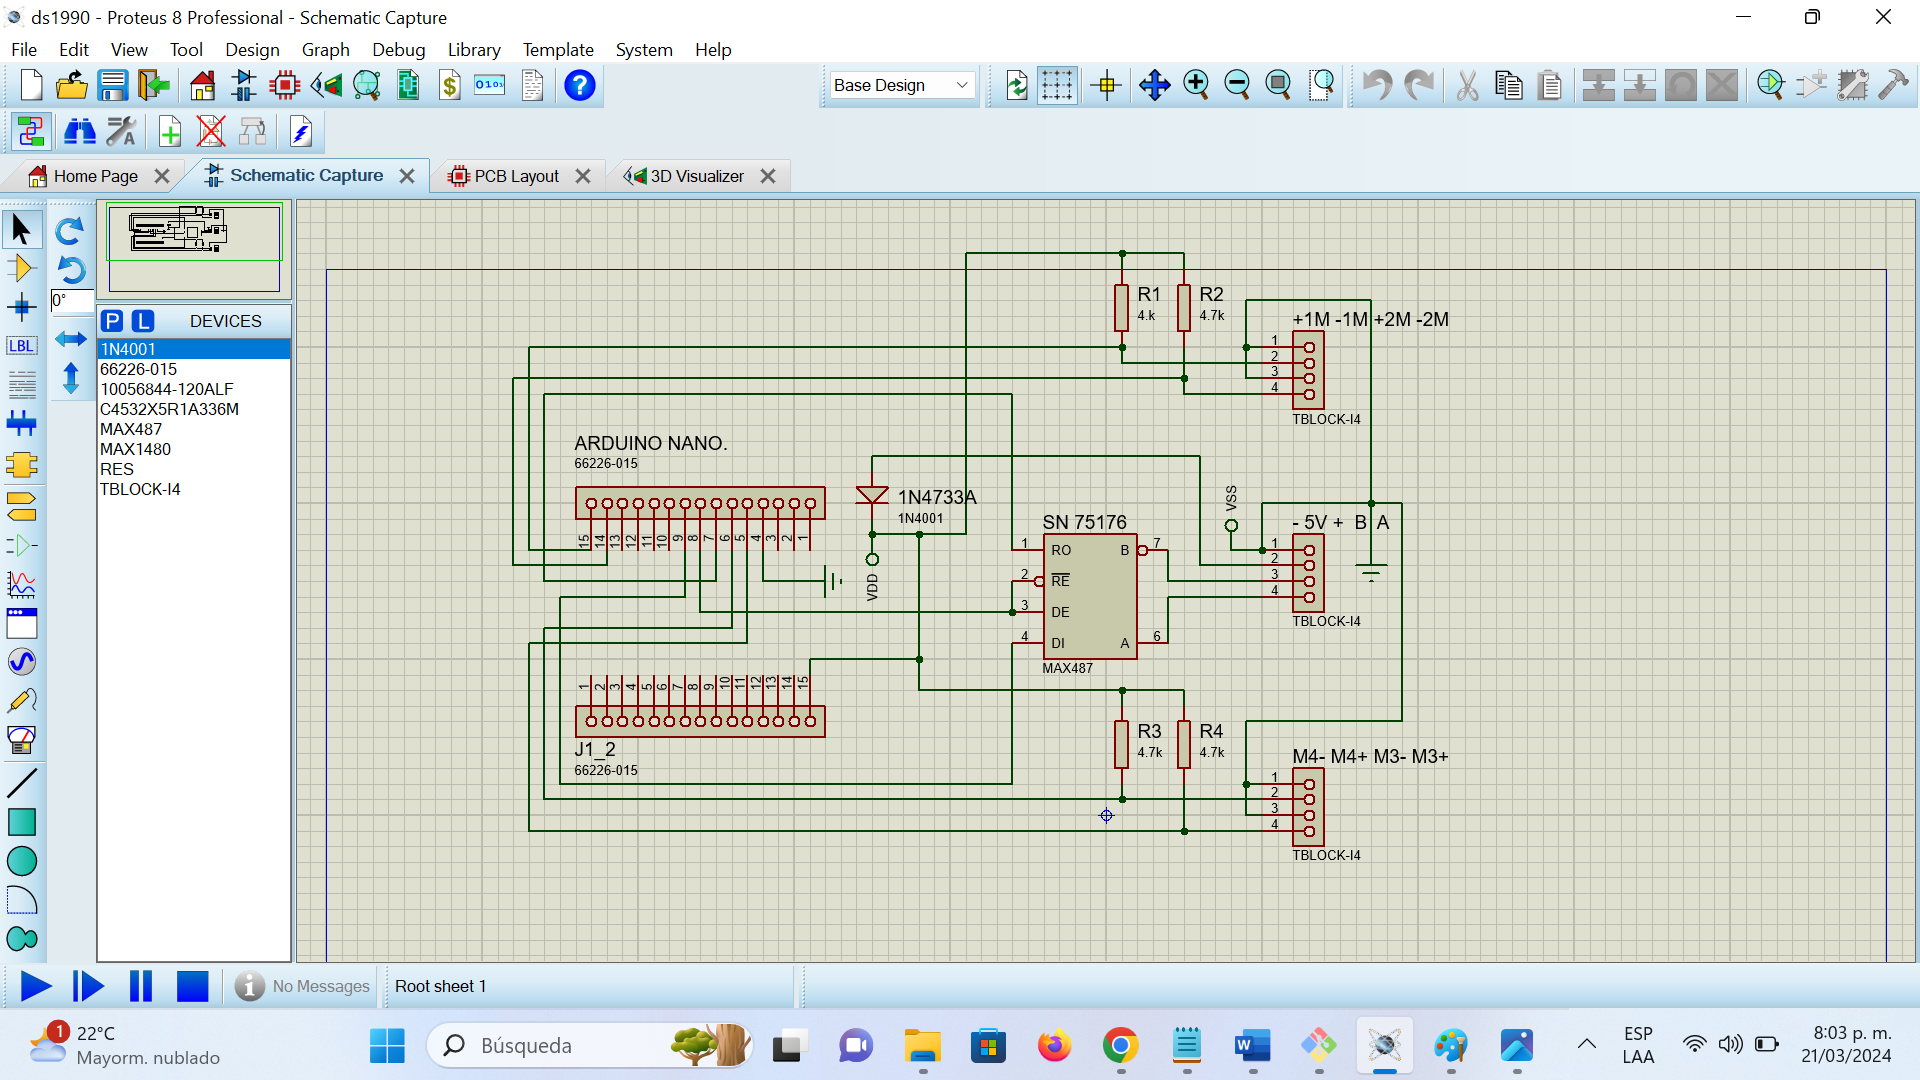 ds1990 - Proteus 8 Professional - Schematic Capture
File Edit View Tool Design Graph Debug Library Template System Help
Base Design
Home Page Schematic Capture PCB Layout 3D Visualizer
0°
P L DEVICES
1N4001
66226-015
10056844-120ALF
C4532X5R1A336M
MAX487
MAX1480
RES
TBLOCK-I4
LBL
R1
4.k
R2
4.7k
+1M -1M +2M -2M
1
2
3
4
TBLOCK-I4
ARDUINO NANO.
66226-015
15 14 13 12 11 10 9 8 7 6 5 4 3 2 1
1N4733A
1N4001
VDD
SN 75176
1 RO B 7
2 RE
3 DE
4 DI A 6
MAX487
VSS
- 5V + B A
1
2
3
4
TBLOCK-I4
1 2 3 4 5 6 7 8 9 10 11 12 13 14 15
J1_2
66226-015
R3
4.7k
R4
4.7k
M4- M4+ M3- M3+
1
2
3
4
TBLOCK-I4
No Messages
Root sheet 1
1
22°C
Mayorm. nublado
Búsqueda
ESP
LAA
8:03 p. m.
21/03/2024